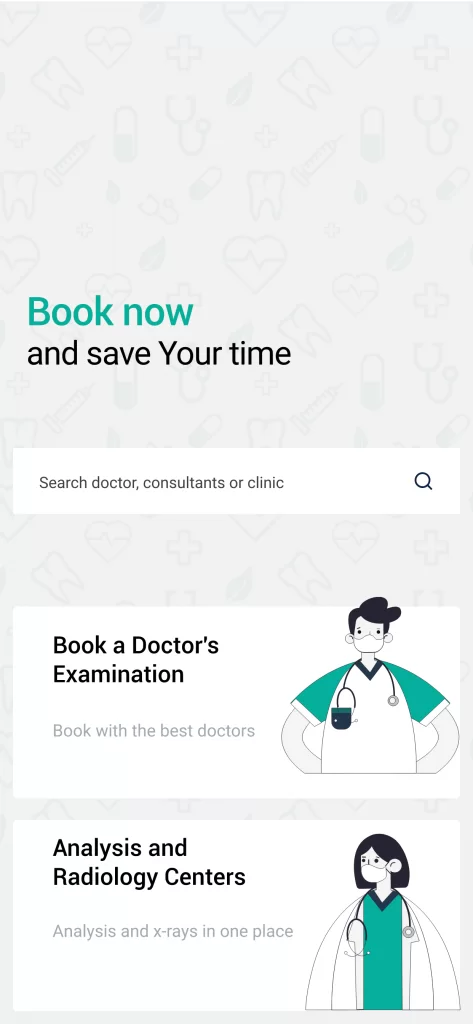 Book now
and save Your time
Search doctor, consultants or clinic
Book a Doctor's
Examination
Book with the best doctors
Analysis and
Radiology Centers
Analysis and x-rays in one place